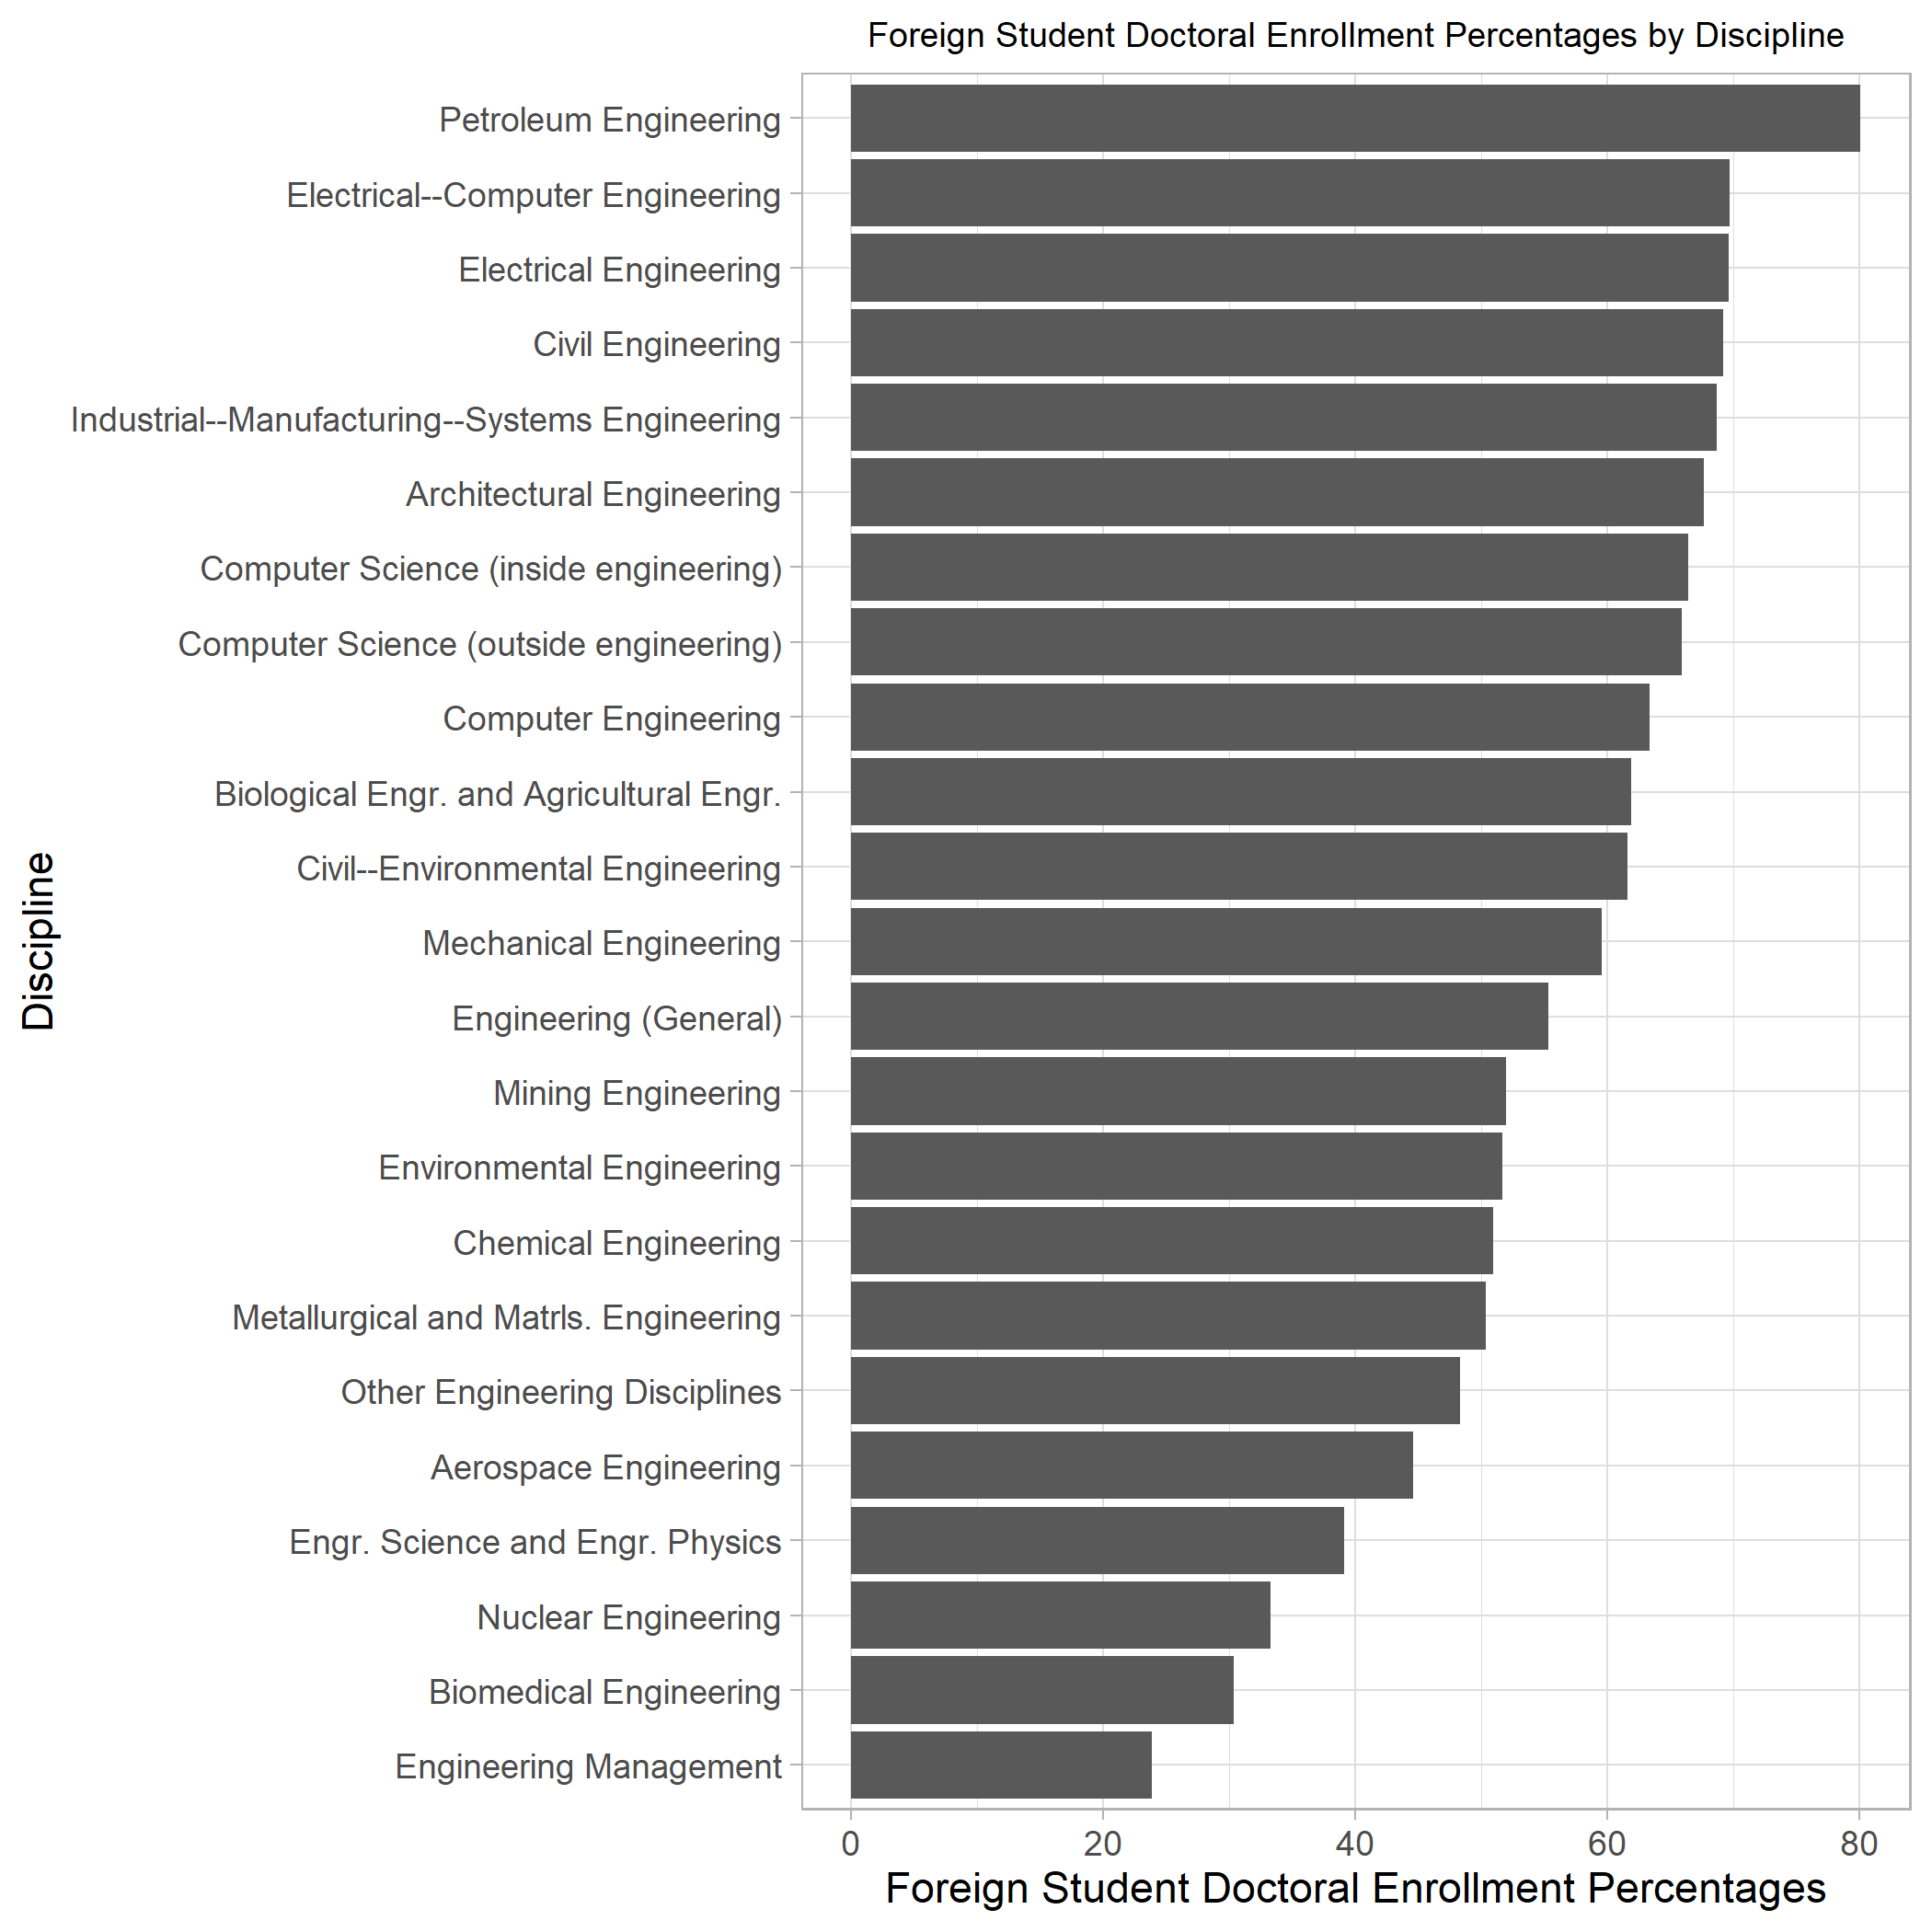 Foreign Student Doctoral Enrollment Percentages by Discipline
Petroleum Engineering
Electrical--Computer Engineering
Electrical Engineering
Civil Engineering
Industrial--Manufacturing--Systems Engineering
Architectural Engineering
Computer Science (inside engineering)
Computer Science (outside engineering)
Computer Engineering
Biological Engr. and Agricultural Engr.
Civil--Environmental Engineering
Mechanical Engineering
Engineering (General)
Mining Engineering
Environmental Engineering
Chemical Engineering
Metallurgical and Matrls. Engineering
Other Engineering Disciplines
Aerospace Engineering
Engr. Science and Engr. Physics
Nuclear Engineering
Biomedical Engineering
Engineering Management
Discipline
0 20 40 60 80
Foreign Student Doctoral Enrollment Percentages